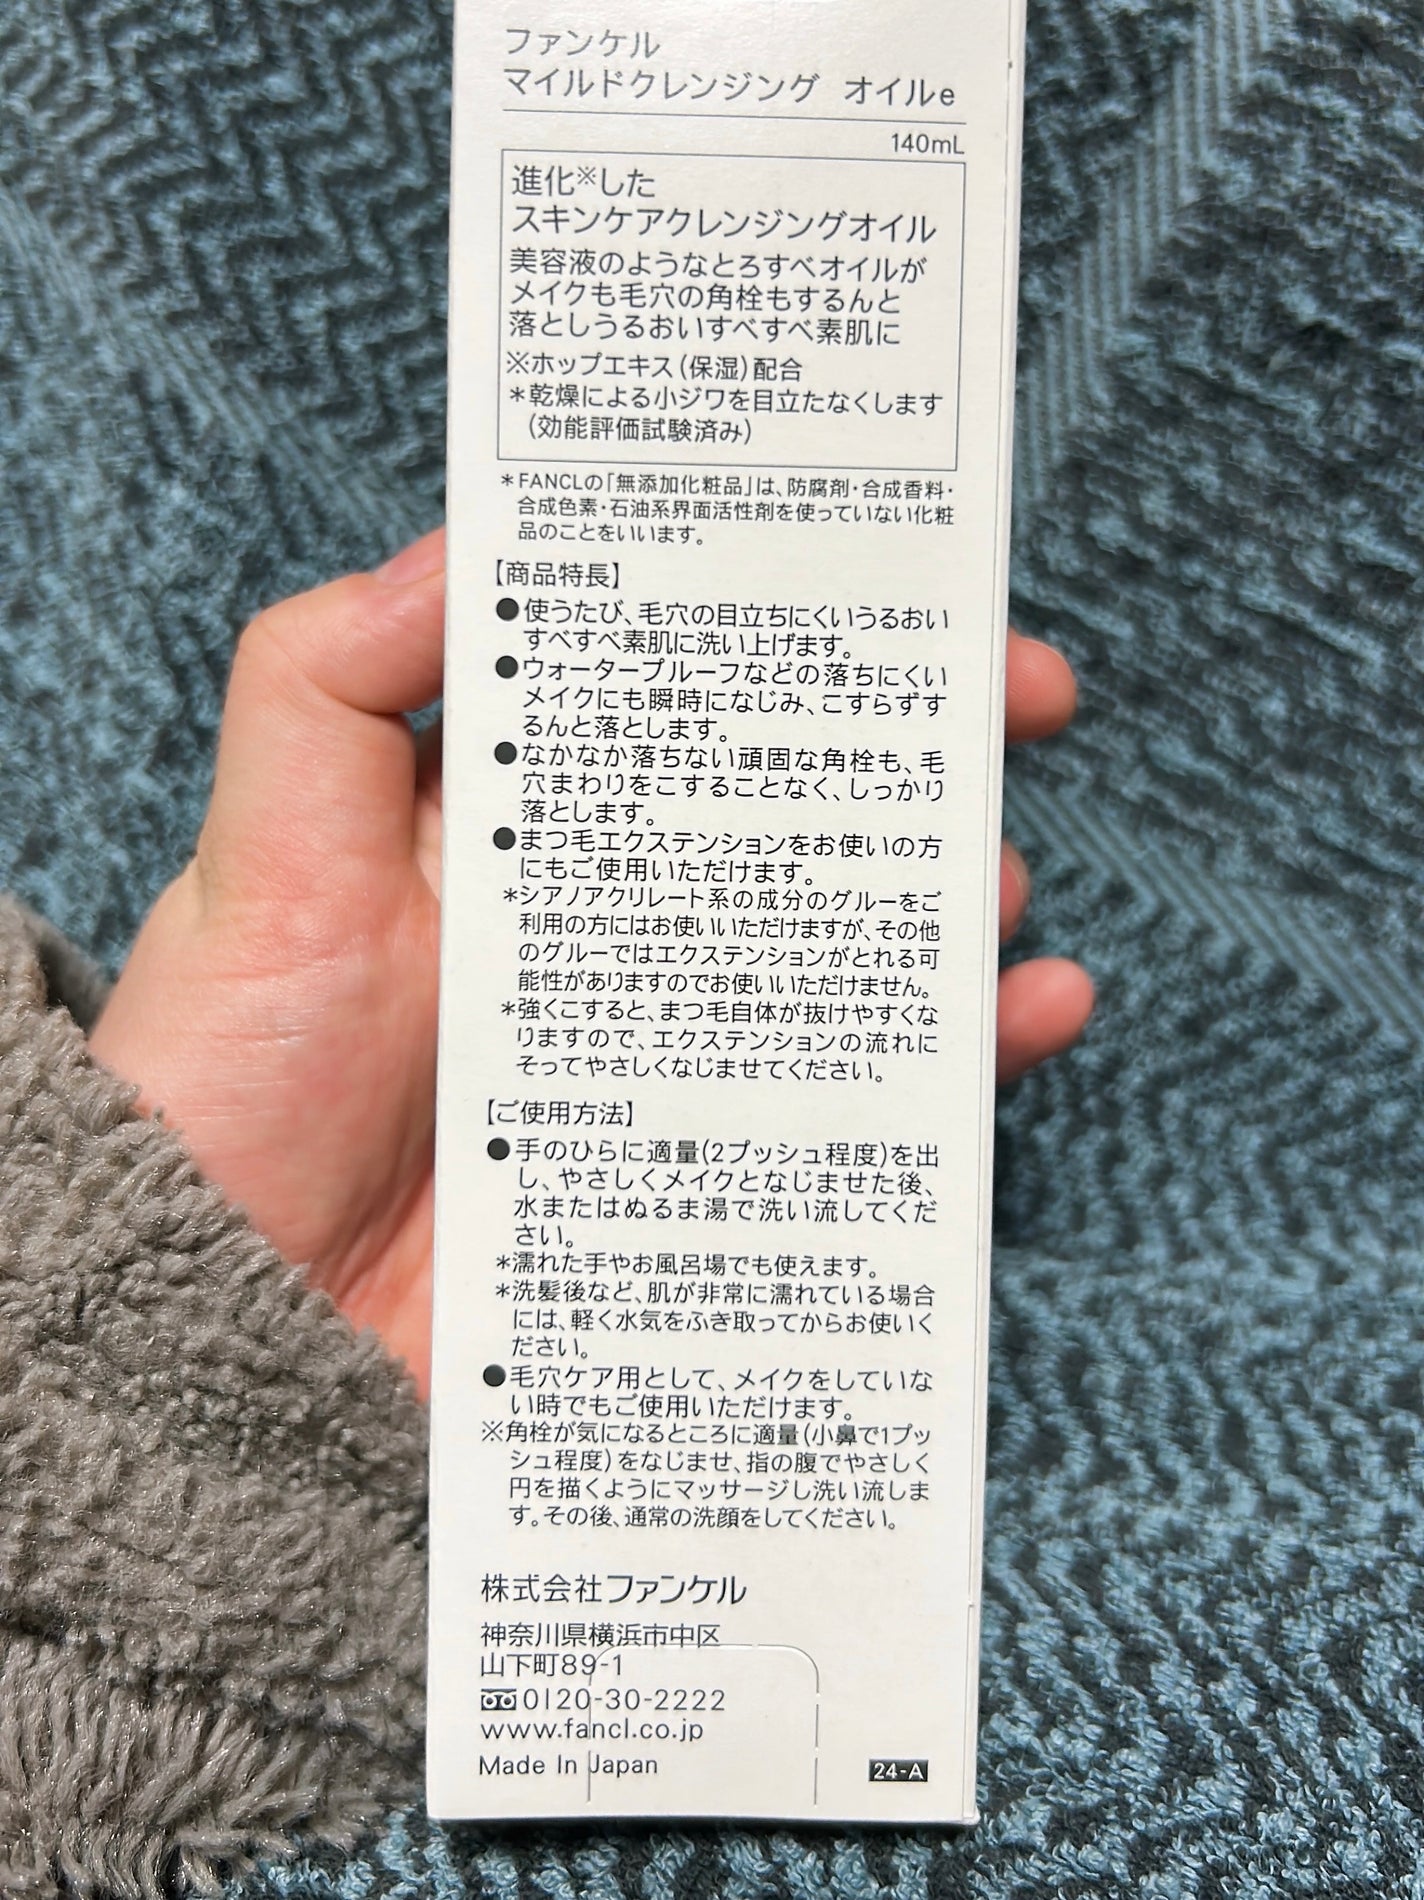 ファンケル
マイルドクレンジング オイルe
140mL
進化※した
スキンケアクレンジングオイル
美容液のようなとろすべオイルが
メイクも毛穴の角栓もするんと
落としうるおいすべすべ素肌に
※ホップエキス(保湿)配合
＊乾燥による小ジワを目立たなくします
(効能評価試験済み)
＊FANCLの「無添加化粧品」は、防腐剤・合成香料・
合成色素・石油系界面活性剤を使っていない化粧
品のことをいいます。
【商品特長】
●使うたび、毛穴の目立ちにくいうるおい
すべすべ素肌に洗い上げます。
●ウォータープルーフなどの落ちにくい
メイクにも瞬時になじみ、こすらずす
るんと落とします。
●なかなか落ちない頑固な角栓も、毛
穴まわりをこすることなく、しっかり
落とします。
●まつ毛エクステンションをお使いの方
にもご使用いただけます。
＊シアノアクリレート系の成分のグルーをご
利用の方にはお使いいただけますが、その他
のグルーではエクステンションがとれる可
能性がありますのでお使いいただけません。
＊強くこすると、まつ毛自体が抜けやすくな
りますので、エクステンションの流れに
そってやさしくなじませてください。
【ご使用方法】
●手のひらに適量(2プッシュ程度)を出
し、やさしくメイクとなじませた後、
水またはぬるま湯で洗い流してくだ
さい。
＊濡れた手やお風呂場でも使えます。
＊洗髪後など、肌が非常に濡れている場合
には、軽く水気をふき取ってからお使いく
ださい。
●毛穴ケア用として、メイクをしていな
い時でもご使用いただけます。
※角栓が気になるところに適量(小鼻で1プッ
シュ程度)をなじませ、指の腹でやさしく
円を描くようにマッサージし洗い流しま
す。その後、通常の洗顔をしてください。
株式会社ファンケル
神奈川県横浜市中区
山下町89-1
0120-30-2222
www.fancl.co.jp
Made In Japan
24-A